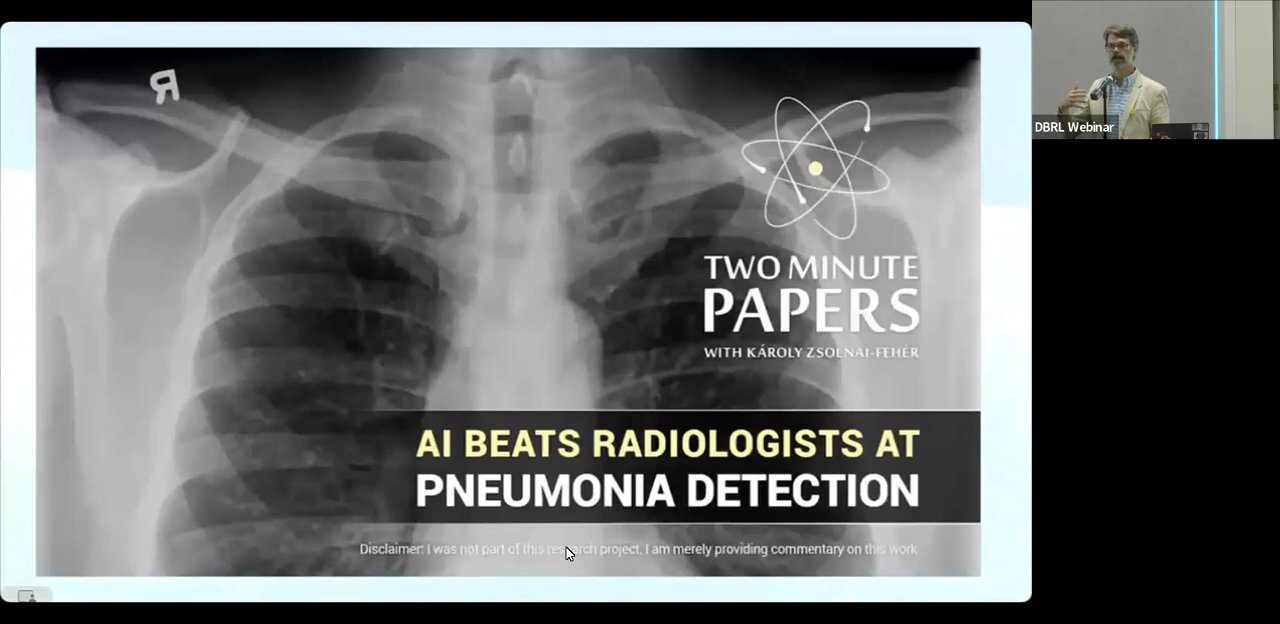 Я
TWO MINUTE
PAPERS
WITH KÁROLY ZSOLNAI-FEHÉR
AI BEATS RADIOLOGISTS AT
PNEUMONIA DETECTION
Disclaimer: I was not part of this research project, I am merely providing commentary on this work
DBRL Webinar